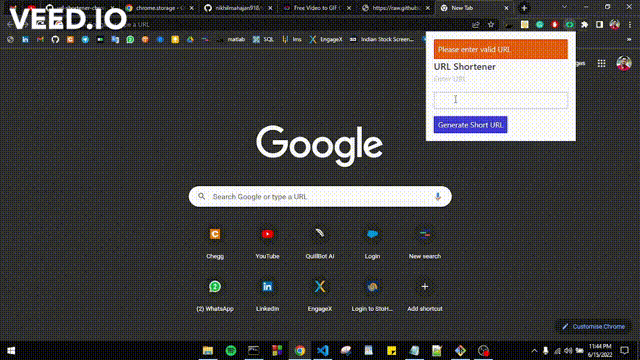 VEED.IO
chrome.storage - C
nikhilmahajan918/
Free Video to GIF
https://raw.github
New Tab
e a URL
matlab
SQL
lms
EngageX
Indian Stock Screen...
Please enter valid URL
URL Shortener
Enter URL
Generate Short URL
Google
Search Google or type a URL
Chegg
YouTube
QuillBot AI
Login
New search
(2) WhatsApp
LinkedIn
EngageX
Login to StoH...
Add shortcut
Customise Chrome
11:44 PM
6/15/2022